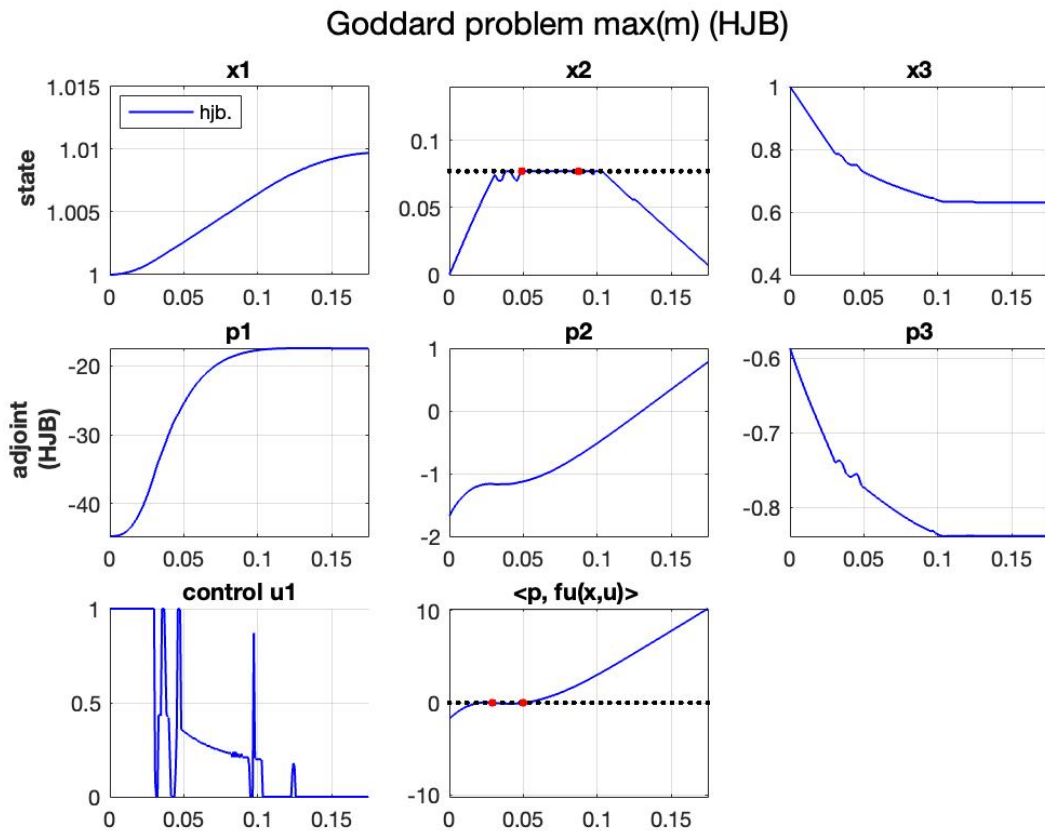 Goddard problem max(m) (HJB)
x1
x2
x3
state
1.015
1.01
1.005
1
hjb.
0 0.05 0.1 0.15
0.1
0.05
0
0 0.05 0.1 0.15
1
0.8
0.6
0.4
0 0.05 0.1 0.15
p1
p2
p3
adjoint
(HJB)
-20
-30
-40
0 0.05 0.1 0.15
1
0
-1
-2
0 0.05 0.1 0.15
-0.6
-0.7
-0.8
0 0.05 0.1 0.15
control u1
<p, fu(x,u)>
1
0.5
0
0 0.05 0.1 0.15
10
0
-10
0 0.05 0.1 0.15